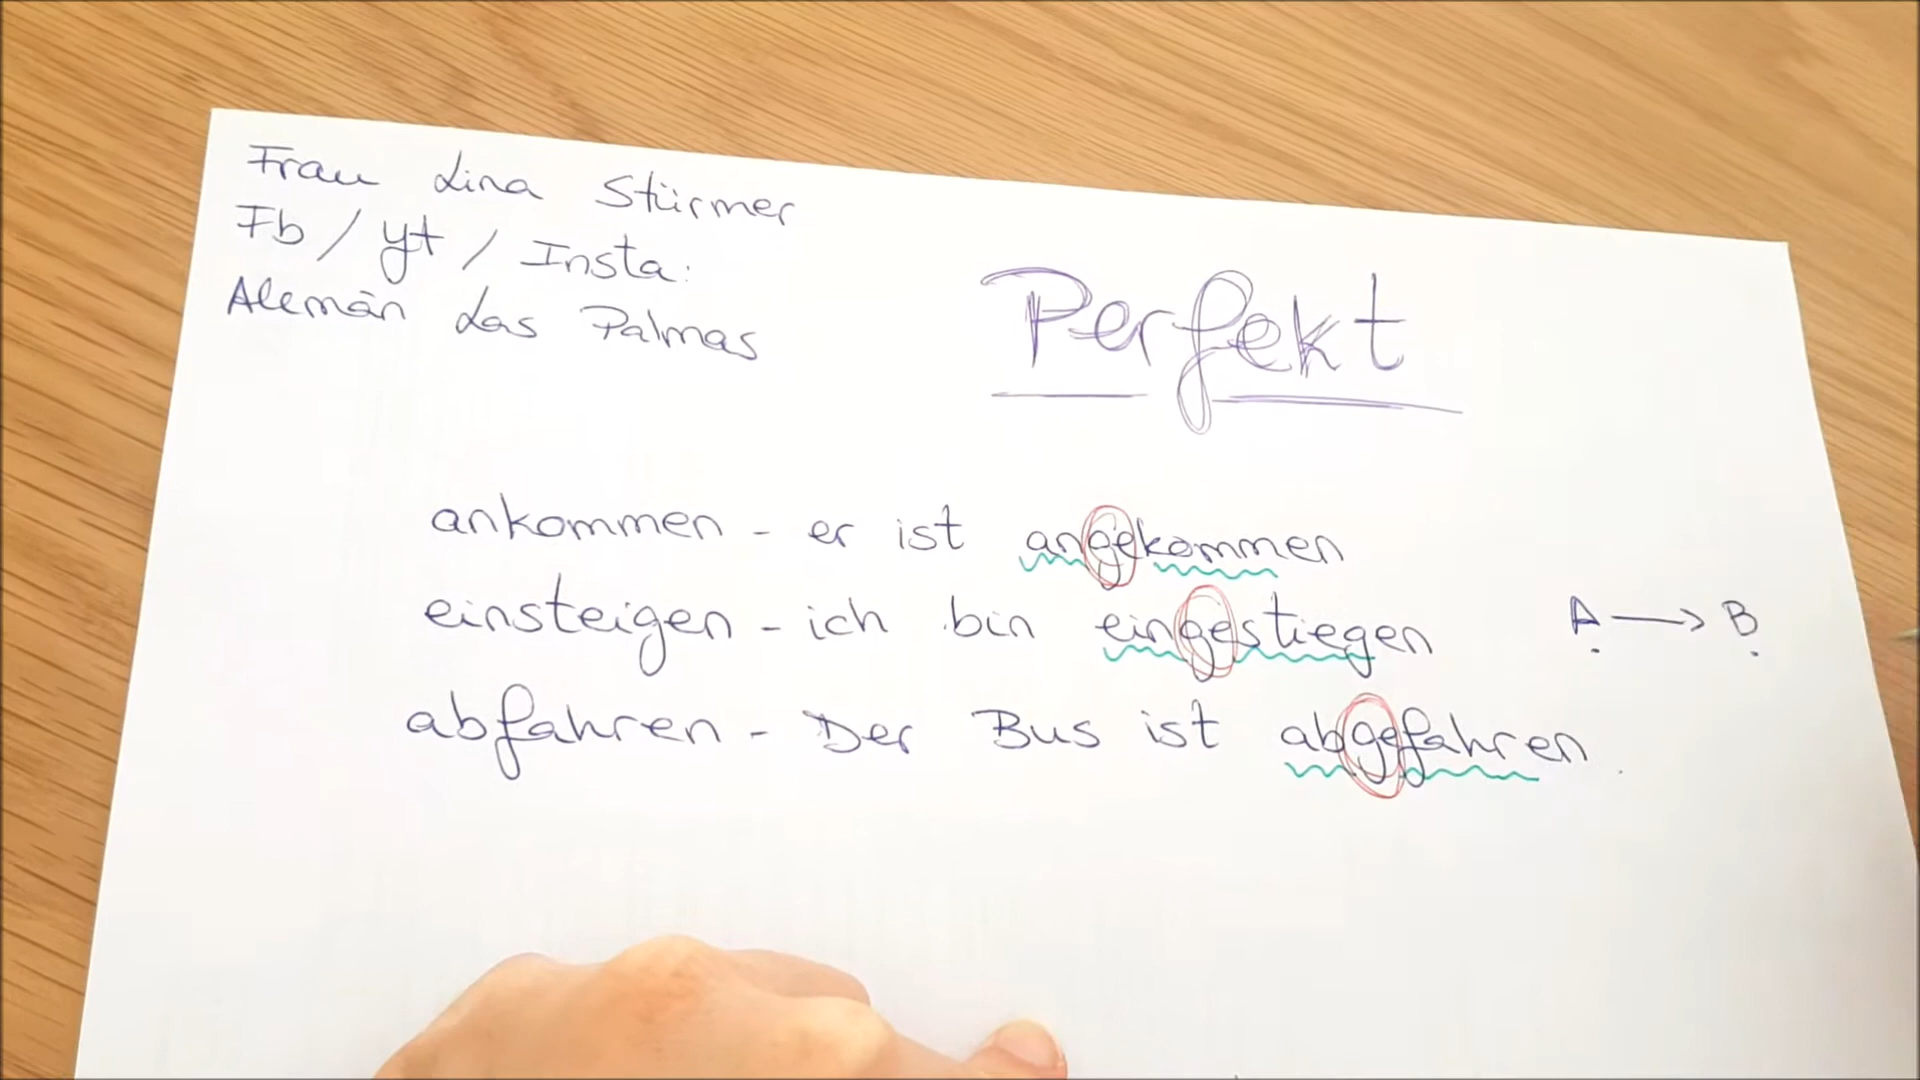 Frau Lina Stürmer
Fb / yt / Insta:
Alemán Las Palmas
Perfekt
ankommen - er ist angekommen
einsteigen - ich bin eingestiegen
A → B
abfahren - Der Bus ist abgefahren.